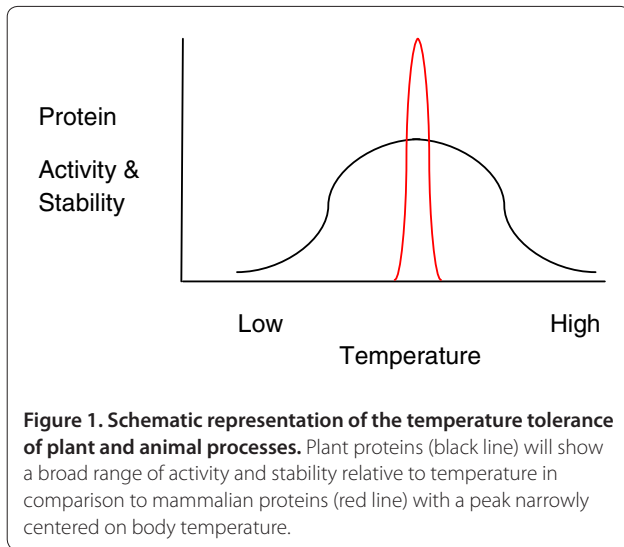 Protein
Activity &
Stability
Low
High
Temperature
Figure 1. Schematic representation of the temperature tolerance
of plant and animal processes. Plant proteins (black line) will show
a broad range of activity and stability relative to temperature in
comparison to mammalian proteins (red line) with a peak narrowly
centered on body temperature.